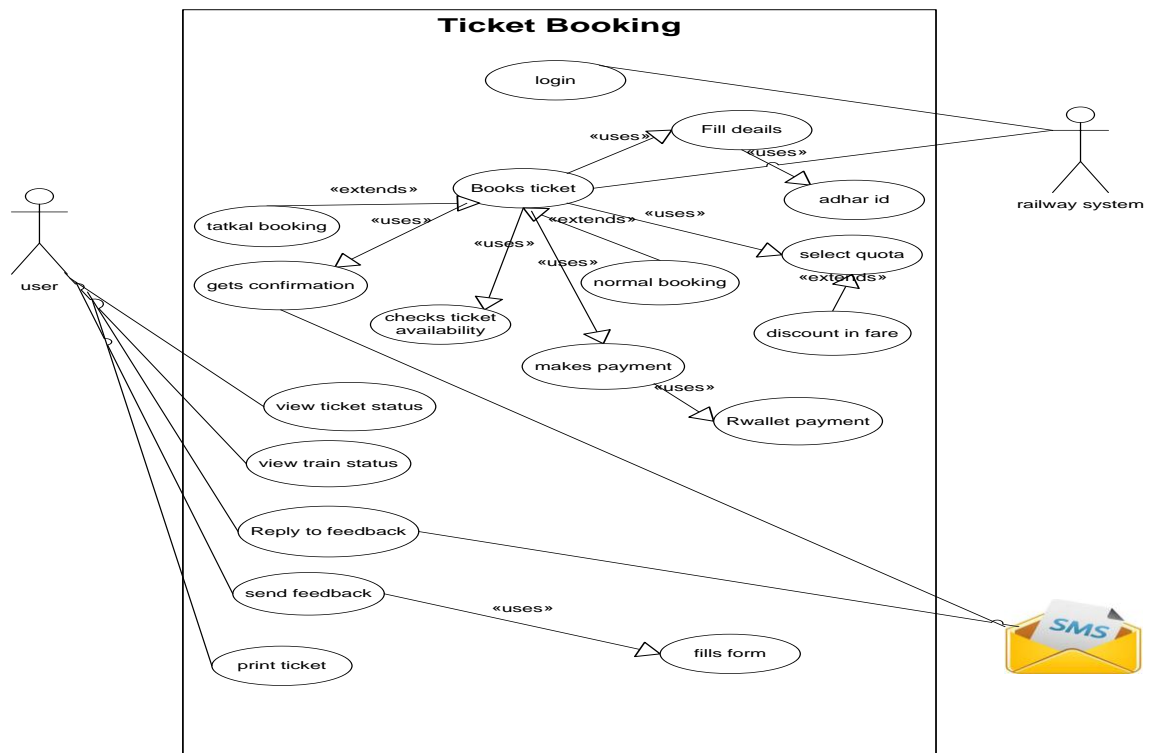 Ticket Booking
login
Fill deails
«uses»
«uses»
Books ticket
adhar id
railway system
«extends»
tatkal booking
«uses»
«extends»
«uses»
«uses»
select quota
«uses»
«extends»
user
gets confirmation
normal booking
checks ticket
availability
discount in fare
makes payment
«uses»
view ticket status
Rwallet payment
view train status
Reply to feedback
send feedback
«uses»
SMS
fills form
print ticket